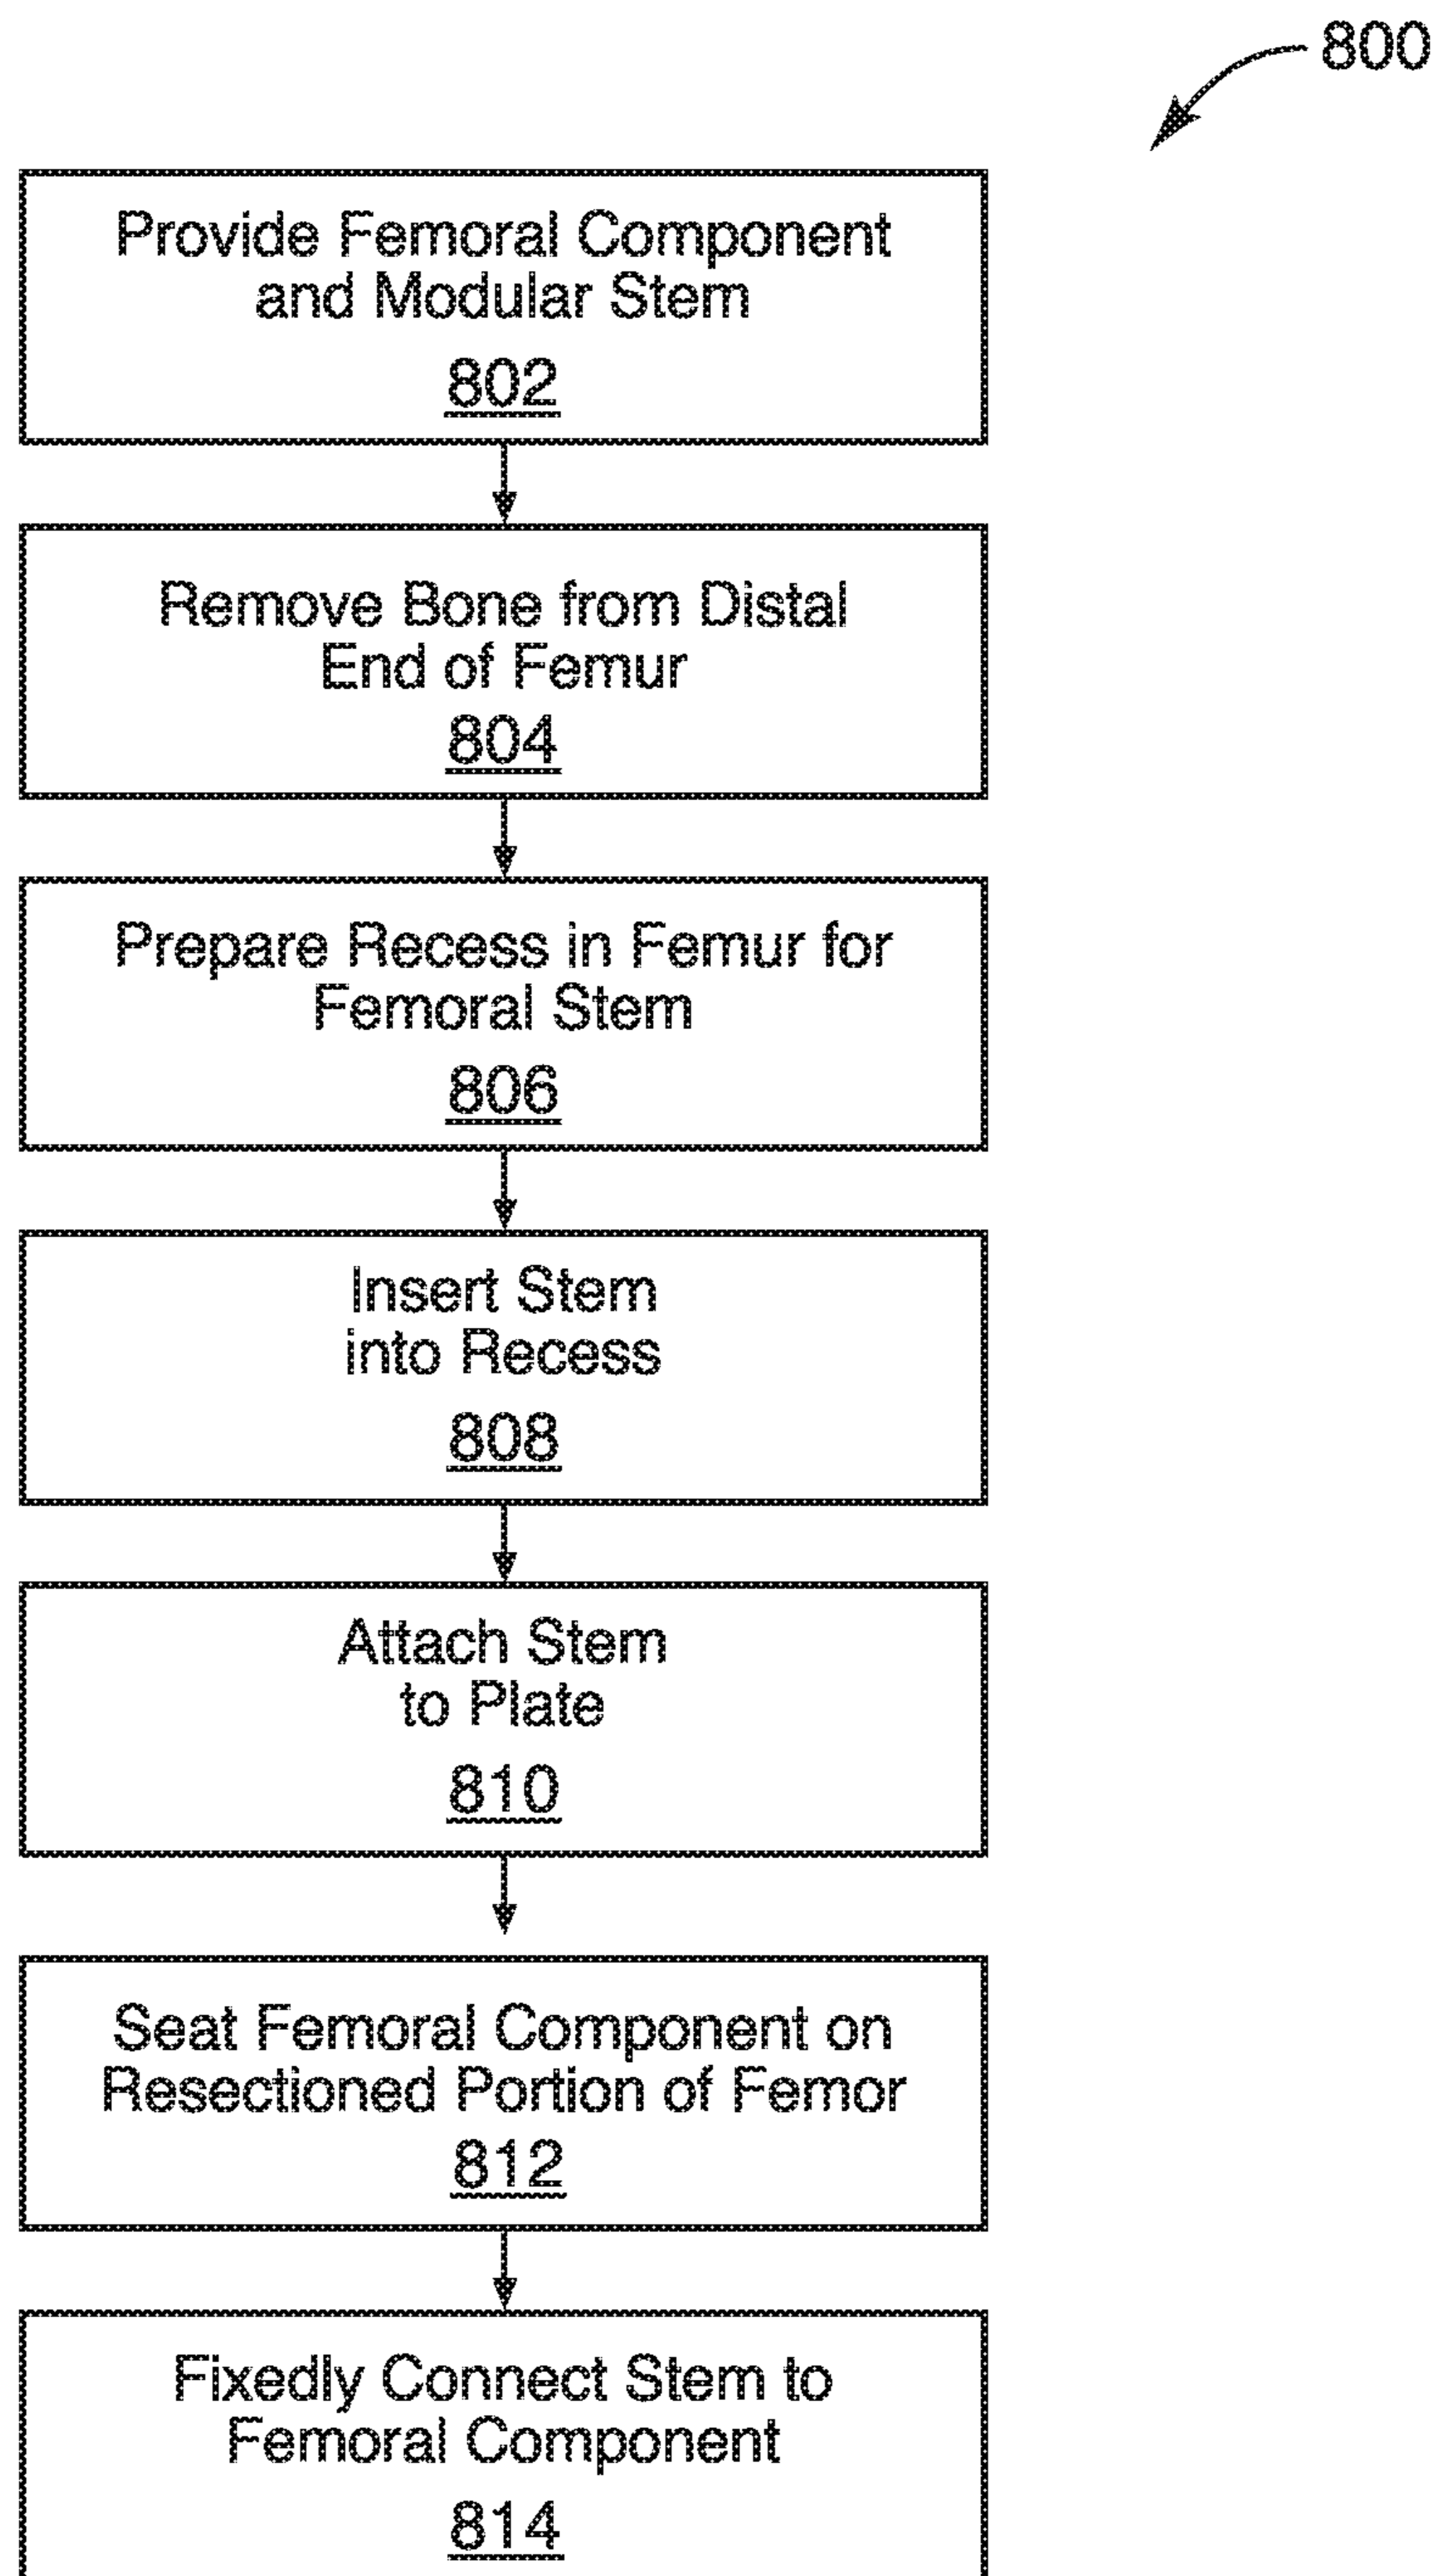 800
Provide Femoral Component
and Modular Stem
802
Remove Bone from Distal
End of Femur
804
Prepare Recess in Femur for
Femoral Stem
806
Insert Stem
into Recess
808
Attach Stem
to Plate
810
Seat Femoral Component on
Resectioned Portion of Femor
812
Fixedly Connect Stem to
Femoral Component
814